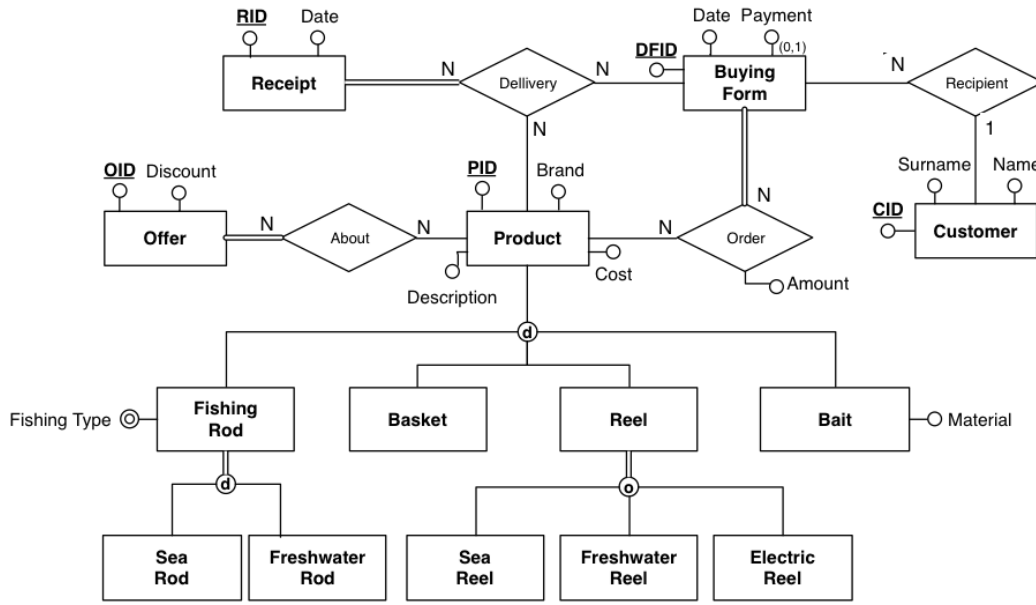 RID
Date
Date
Payment
(0,1)
DFID
Receipt
N
Dellivery
N
Buying
Form
N
Recipient
N
1
OID
Discount
PID
Brand
Surname
Name
CID
Offer
N
About
N
Product
N
Order
N
Customer
Description
Cost
Amount
d
Fishing Type
Fishing
Rod
Basket
Reel
Bait
Material
d
o
Sea
Rod
Freshwater
Rod
Sea
Reel
Freshwater
Reel
Electric
Reel